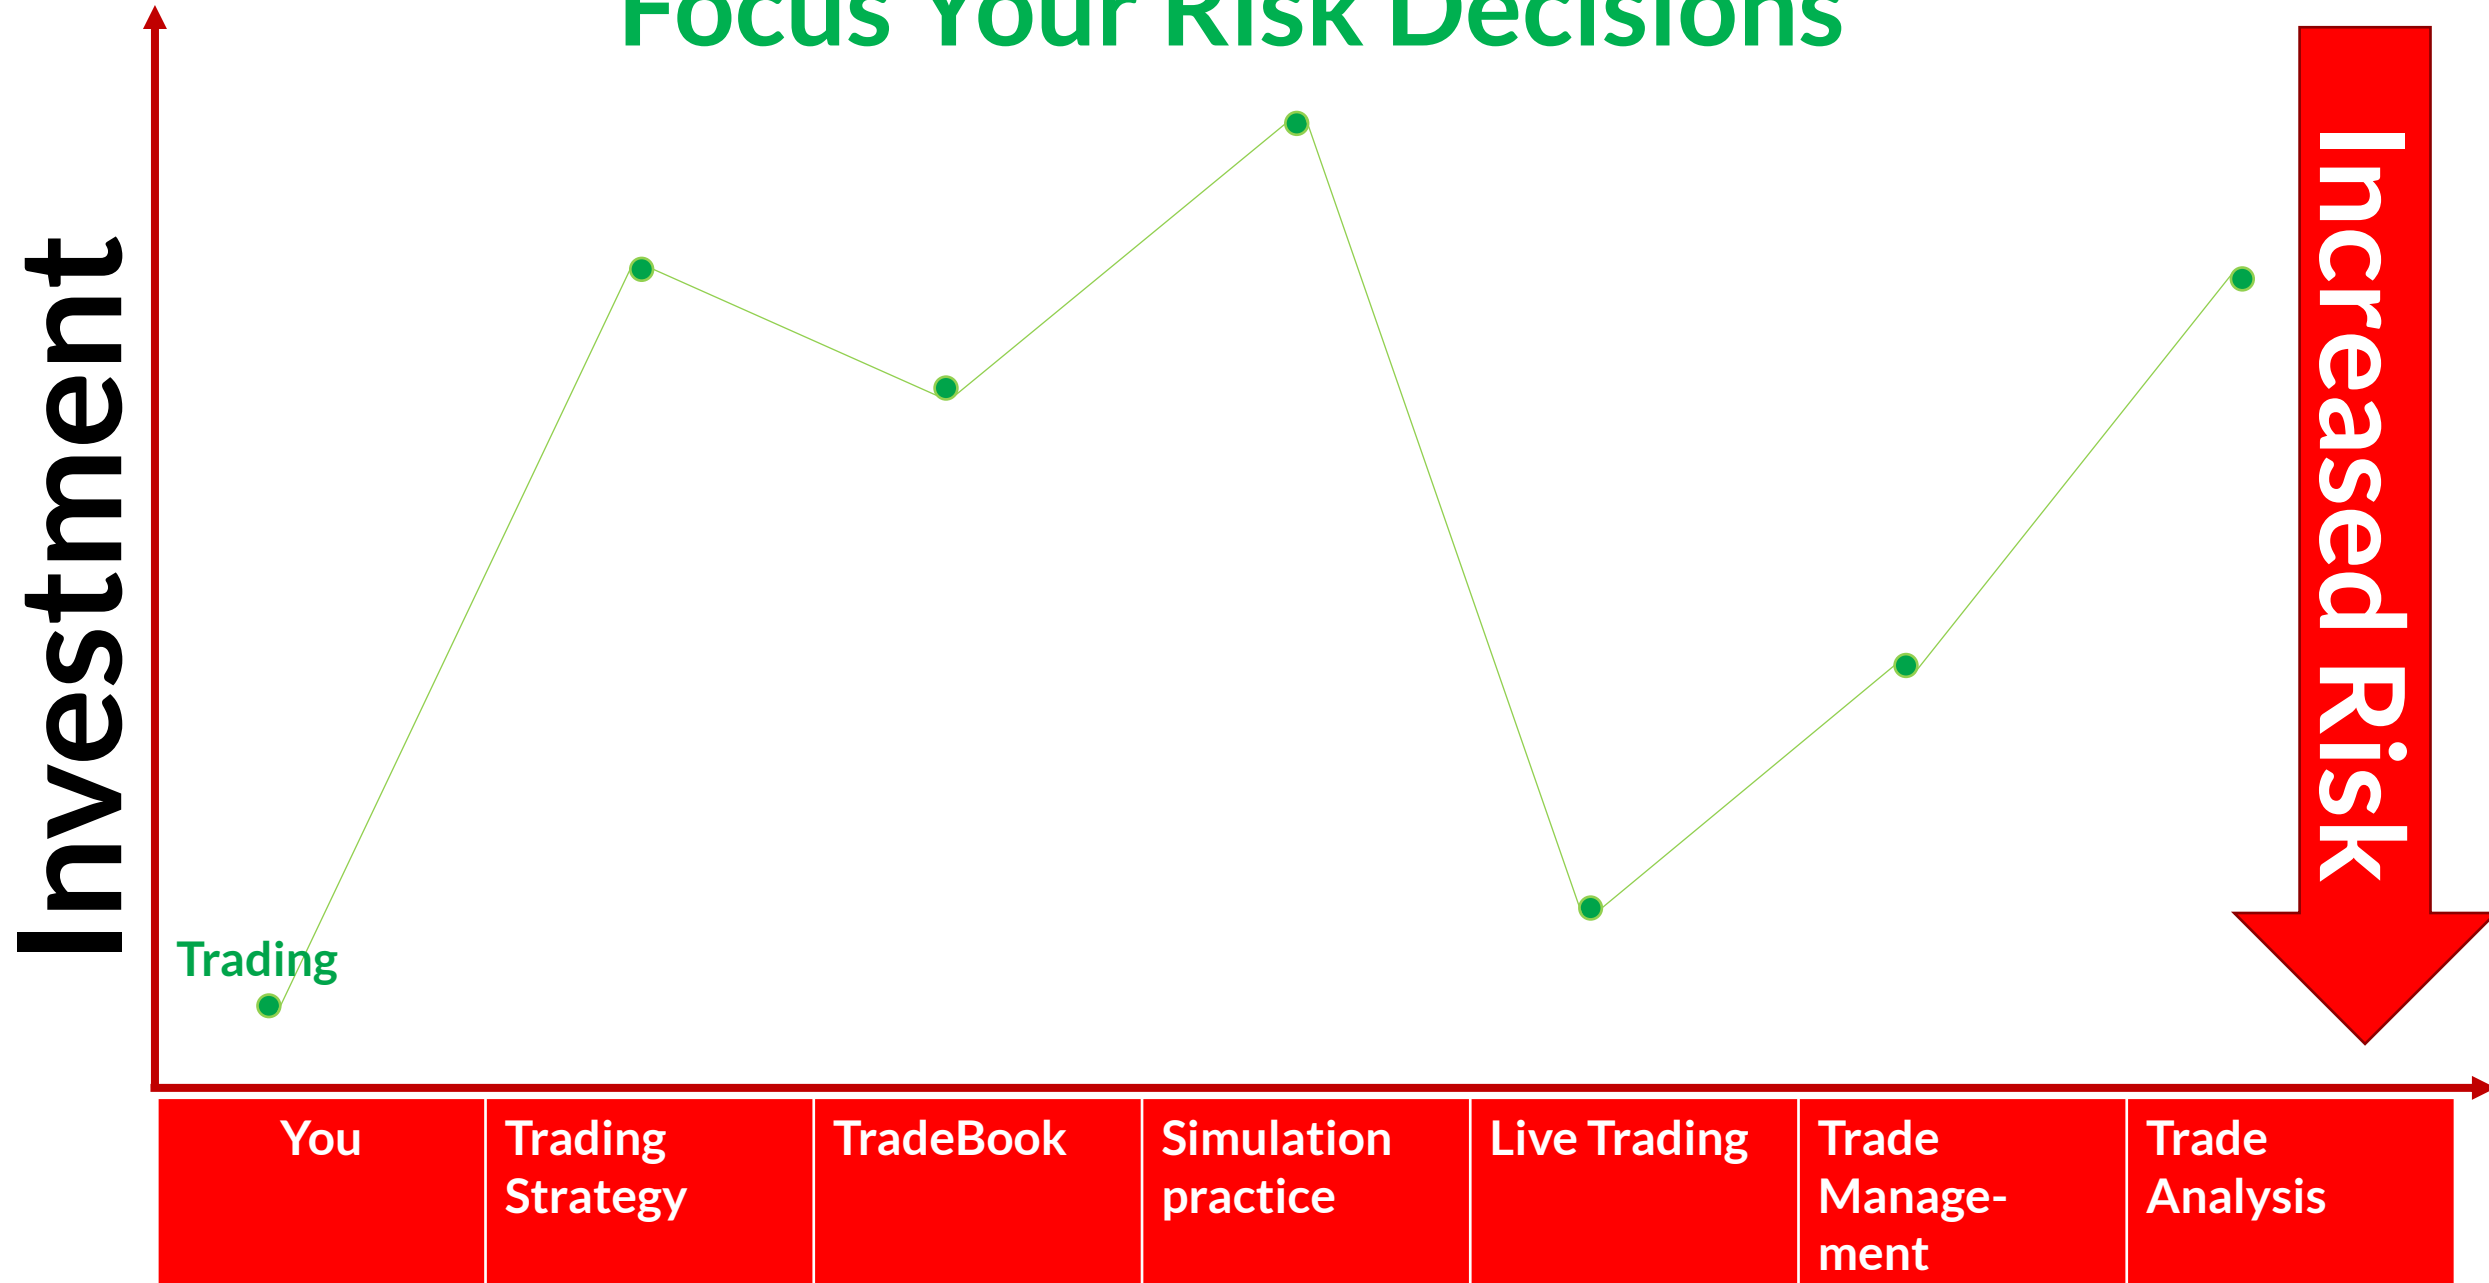 Focus Your Risk Decisions
Investment
Increased Risk
Trading
You
Trading
Strategy
TradeBook
Simulation
practice
Live Trading
Trade
Manage-
ment
Trade
Analysis